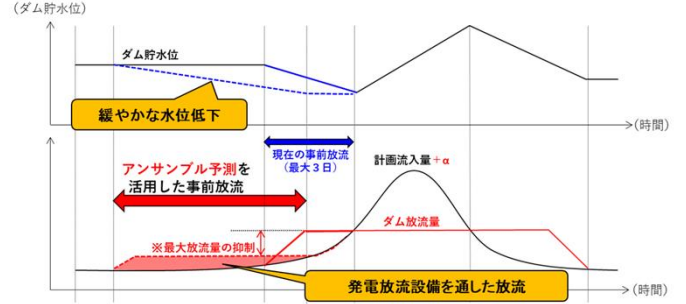 (ダム貯水位)
ダム貯水位
緩やかな水位低下
(時間)
現在の事前放流
(最大3日)
計画流入量+α
アンサンブル予測を
活用した事前放流
ダム放流量
※最大放流量の抑制
発電放流設備を通した放流
(時間)